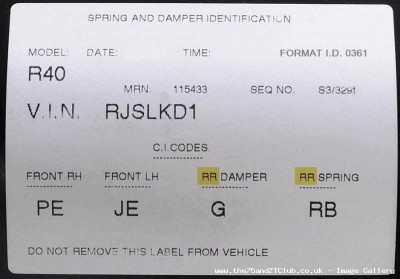 SPRING AND DAMPER IDENTIFICATION
MODEL: DATE: TIME: FORMAT I.D. 0361
R40
MRN. 115433 SEQ NO. S3/3291
V.I.N. RJSLKD1
C.I.CODES
FRONT RH FRONT LH RR DAMPER RR SPRING
PE JE G RB
DO NOT REMOVE THIS LABEL FROM VEHICLE
www.the75andZTClub.co.uk - Image Gallery